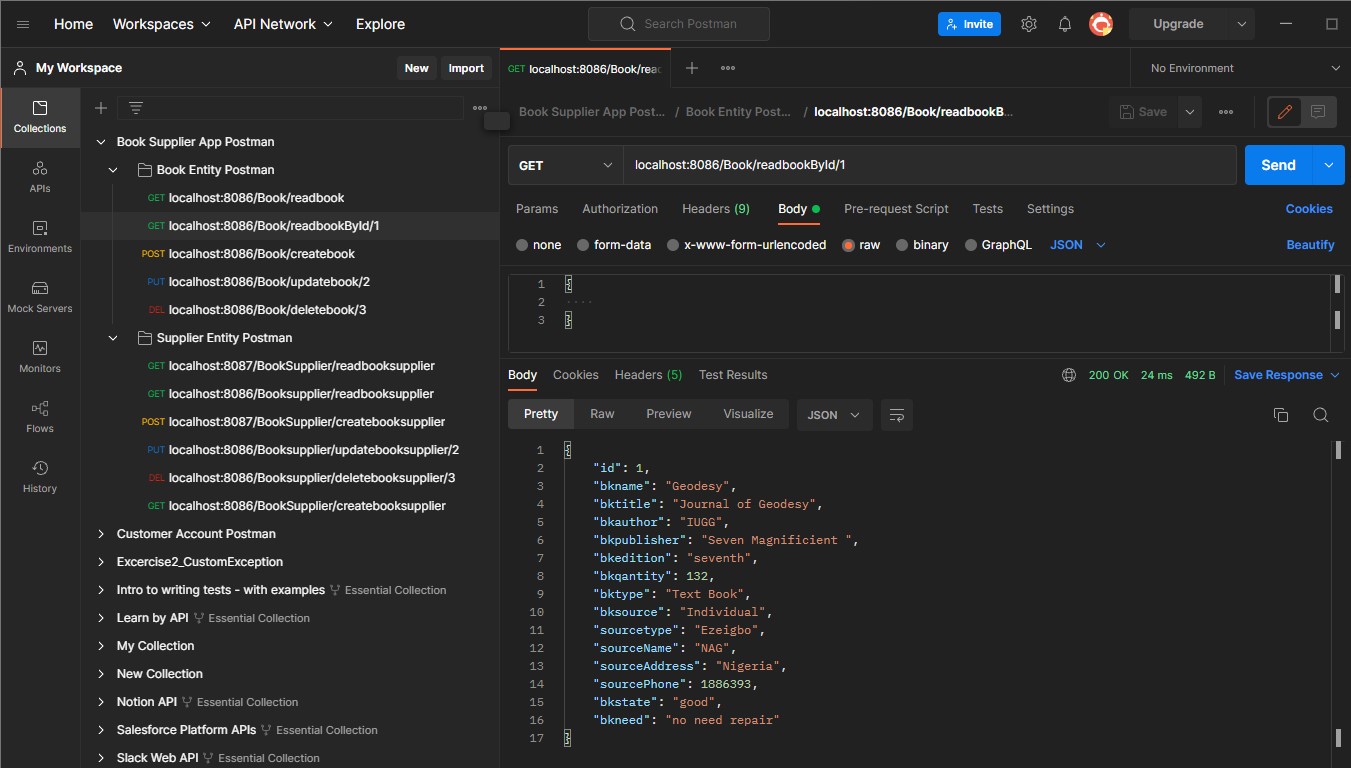 Home Workspaces API Network Explore Search Postman Invite Upgrade
My Workspace New Import
GET localhost:8086/Book/rea
No Environment
Collections
APIs
Environments
Mock Servers
Monitors
Flows
History
Book Supplier App Postman
Book Entity Postman
GET localhost:8086/Book/readbook
GET localhost:8086/Book/readbookById/1
POST localhost:8086/Book/createbook
PUT localhost:8086/Book/updatebook/2
DEL localhost:8086/Book/deletebook/3
Supplier Entity Postman
GET localhost:8087/BookSupplier/readbooksupplier
GET localhost:8086/Booksupplier/readbooksupplier
POST localhost:8087/BookSupplier/createbooksupplier
PUT localhost:8086/Booksupplier/updatebooksupplier/2
DEL localhost:8086/Booksupplier/deletebooksupplier/3
GET localhost:8086/BookSupplier/createbooksupplier
Customer Account Postman
Excercise2_CustomException
Intro to writing tests - with examples Essential Collection
Learn by API Essential Collection
My Collection
New Collection
Notion API Essential Collection
Salesforce Platform APIs Essential Collection
Slack Web API Essential Collection
Book Supplier App Post... / Book Entity Post... / localhost:8086/Book/readbookB...
Save
GET localhost:8086/Book/readbookById/1 Send
Params Authorization Headers (9) Body Pre-request Script Tests Settings Cookies
none form-data x-www-form-urlencoded raw binary GraphQL JSON Beautify
1 {
2 ····
3 }
Body Cookies Headers (5) Test Results 200 OK 24 ms 492 B Save Response
Pretty Raw Preview Visualize JSON
1 {
2 "id": 1,
3 "bkname": "Geodesy",
4 "bktitle": "Journal of Geodesy",
5 "bkauthor": "IUGG",
6 "bkpublisher": "Seven Magnificient ",
7 "bkedition": "seventh",
8 "bkqantity": 132,
9 "bktype": "Text Book",
10 "bksource": "Individual",
11 "sourcetype": "Ezeigbo",
12 "sourceName": "NAG",
13 "sourceAddress": "Nigeria",
14 "sourcePhone": 1886393,
15 "bkstate": "good",
16 "bkneed": "no need repair"
17 }